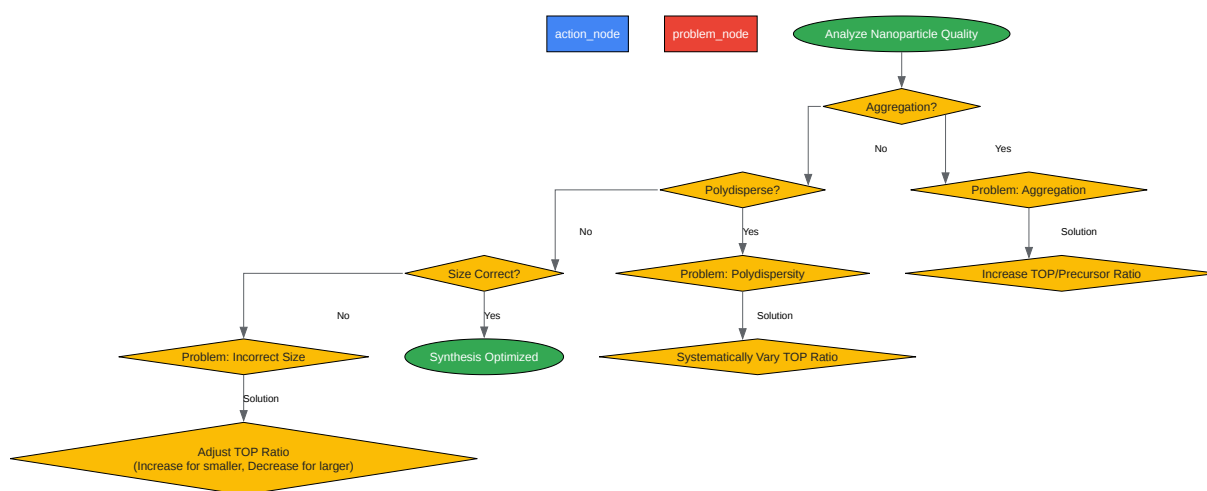 action_node
problem_node
Analyze Nanoparticle Quality
Aggregation?
No
Yes
Polydisperse?
Problem: Aggregation
No
Yes
Solution
Size Correct?
Problem: Polydispersity
Increase TOP/Precursor Ratio
No
Yes
Solution
Problem: Incorrect Size
Synthesis Optimized
Systematically Vary TOP Ratio
Solution
Adjust TOP Ratio
(Increase for smaller, Decrease for larger)